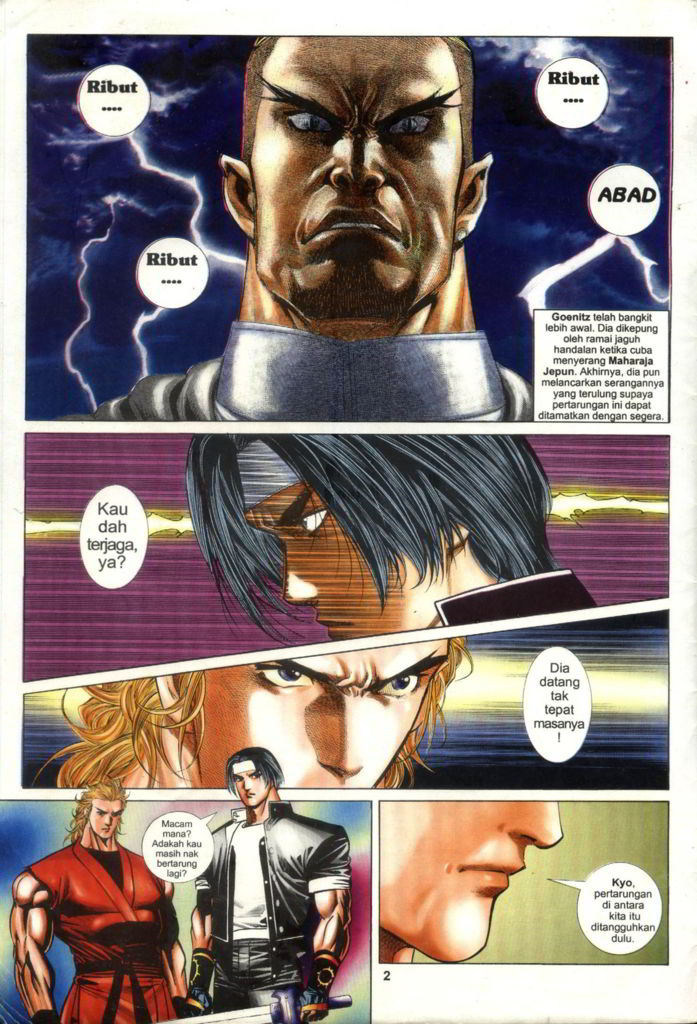 Ribut
....
Ribut
....
ABAD
Ribut
....
Goenitz telah bangkit
lebih awal. Dia dikepung
oleh ramai jaguh
handalan ketika cuba
menyerang Maharaja
Jepun. Akhirnya, dia pun
melancarkan serangannya
yang terulung supaya
pertarungan ini dapat
ditamatkan dengan segera.
Kau
dah
terjaga,
ya?
Dia
datang
tak
tepat
masanya
!
Macam
mana?
Adakah kau
masih nak
bertarung
lagi?
Kyo,
pertarungan
di antara
kita itu
ditangguhkan
dulu.
2